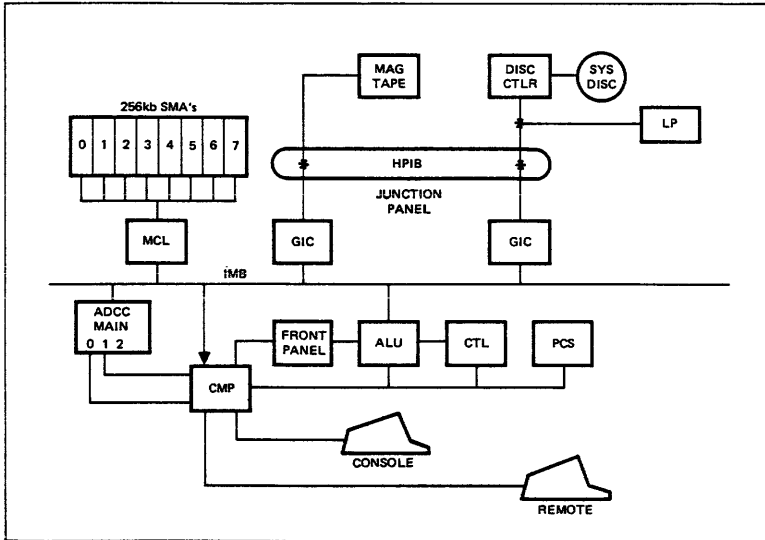 MAG
TAPE
DISC
CTLR
SYS
DISC
256kb SMA's
LP
0 1 2 3 4 5 6 7
HPIB
JUNCTION
PANEL
MCL
GIC
GIC
IMB
ADCC
MAIN
0 1 2
FRONT
PANEL
ALU
CTL
PCS
CMP
CONSOLE
REMOTE